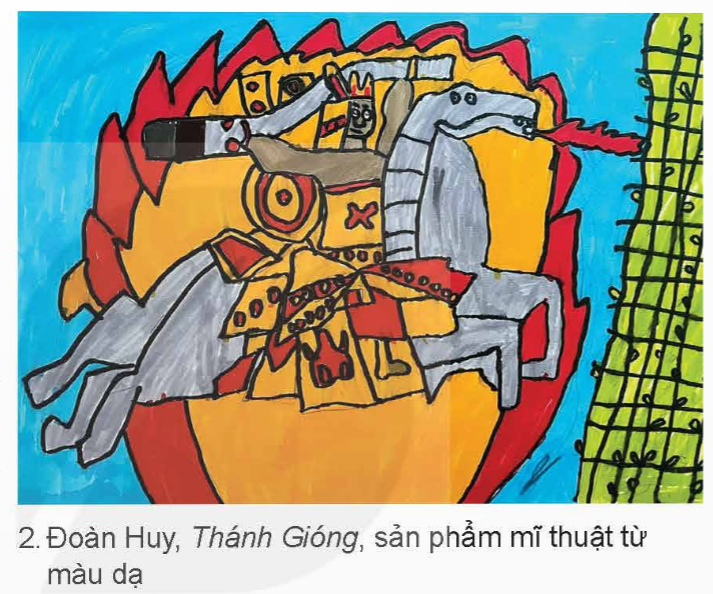 2. Đoàn Huy, Thánh Gióng, sản phẩm mĩ thuật từ
màu dạ